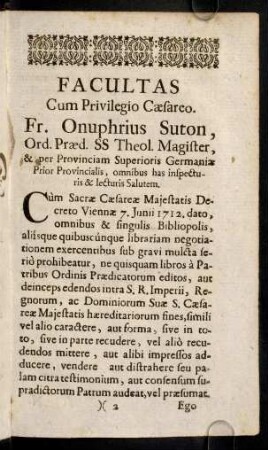 FACULTAS
Cum Privilegio Cæsareo.
Fr. Onuphrius Suton,
Ord. Præd. SS Theol. Magister,
& per Provinciam Superioris Germaniæ
Prior Provincialis, omnibus has inspectu-
ris & lecturis Salutem.
Cùm Sacræ Cæsareæ Majestatis De-
creto Viennæ 7. Junii 1712. dato,
omnibus & singulis Bibliopolis,
aliisque quibuscúnque librariam negotia-
tionem exercentibus sub gravi mulcta se-
riò prohibeatur, ne quisquam libros à Pa-
tribus Ordinis Prædicatorum editos, aut
deinceps edendos intra S. R. Imperii, Re-
gnorum, ac Dominiorum Suæ S. Cæsa-
reæ Majestatis hæreditariorum fines, simili
vel alio caractere, aut forma, sive in to-
to, sive in parte recudere, vel aliò recu-
dendos mittere, aut alibi impressos ad-
ducere, vendere aut distrahere seu pa-
lam citra testimonium, aut consensum su-
pradictorum Patrum audeat, vel præsumat.
)( 2 Ego